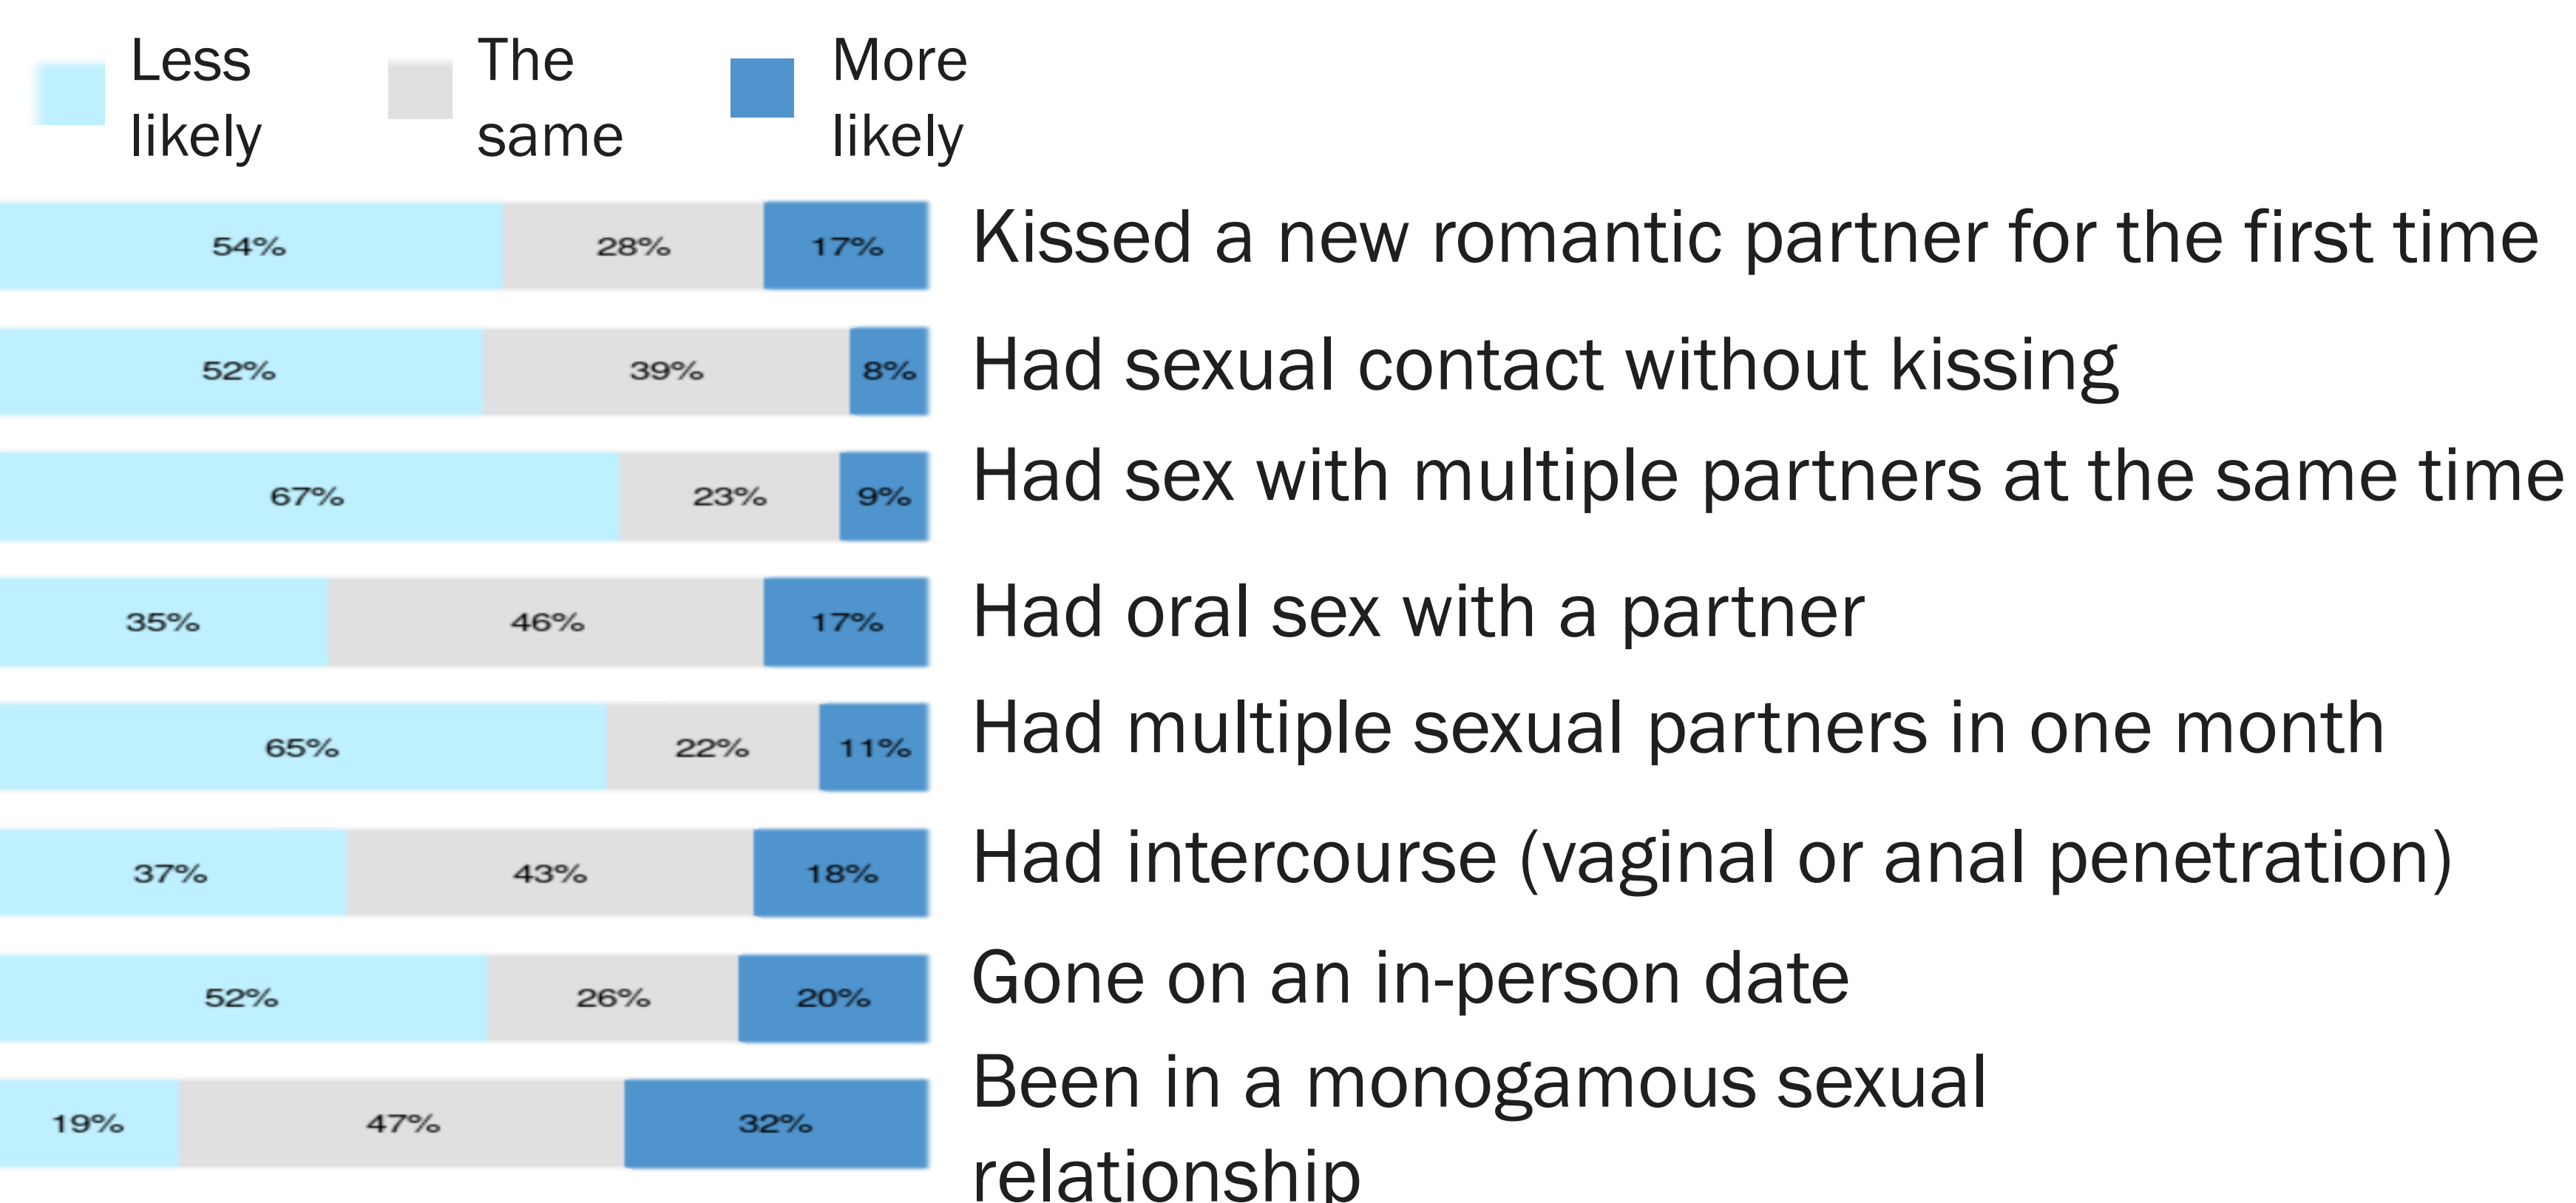 Less
likely
The
same
More
likely
54% 28% 17% Kissed a new romantic partner for the first time
52% 39% 8% Had sexual contact without kissing
67% 23% 9% Had sex with multiple partners at the same time
35% 46% 17% Had oral sex with a partner
65% 22% 11% Had multiple sexual partners in one month
37% 43% 18% Had intercourse (vaginal or anal penetration)
52% 26% 20% Gone on an in-person date
19% 47% 32% Been in a monogamous sexual
relationship